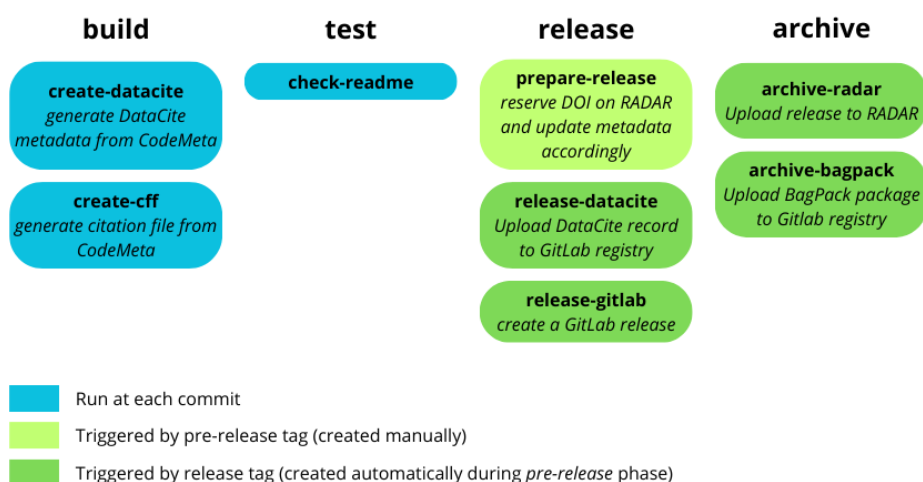 build
create-datacite
generate DataCite
metadata from CodeMeta
create-cff
generate citation file from
CodeMeta
test
check-readme
release
prepare-release
reserve DOI on RADAR
and update metadata
accordingly
release-datacite
Upload DataCite record
to GitLab registry
release-gitlab
create a GitLab release
archive
archive-radar
Upload release to RADAR
archive-bagpack
Upload BagPack package
to Gitlab registry
Run at each commit
Triggered by pre-release tag (created manually)
Triggered by release tag (created automatically during pre-release phase)